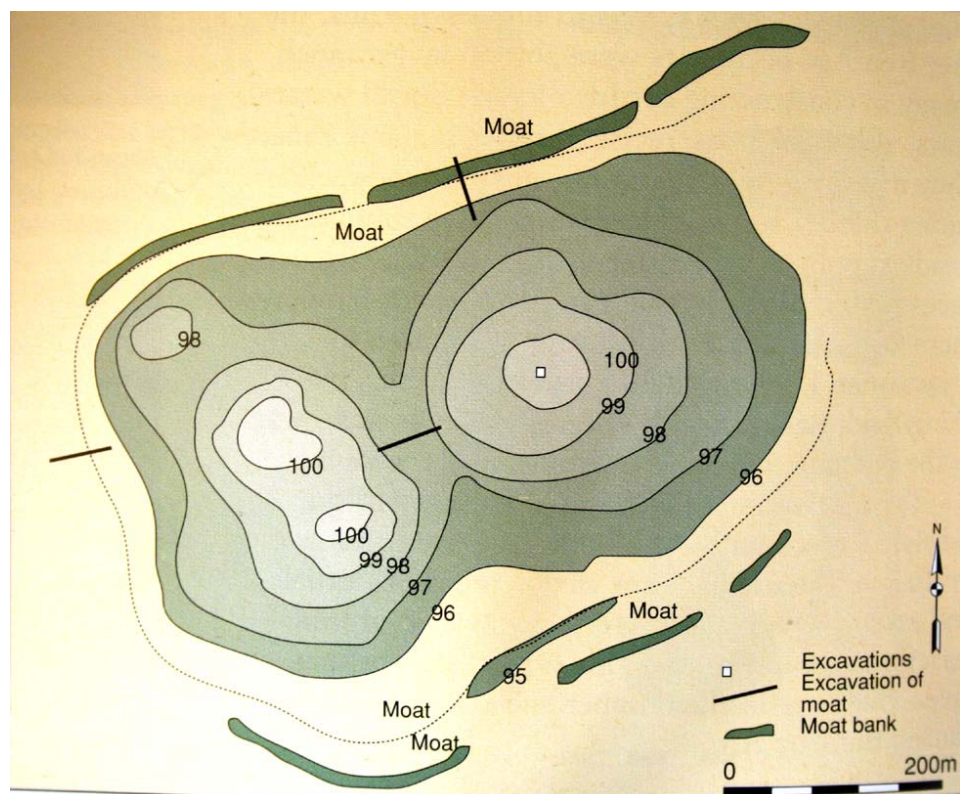 Moat
Moat
98
100
99
98
97
96
100
100
99
98
97
96
95
Moat
Moat
Moat
N
Excavations
Excavation of
moat
Moat bank
0
200m